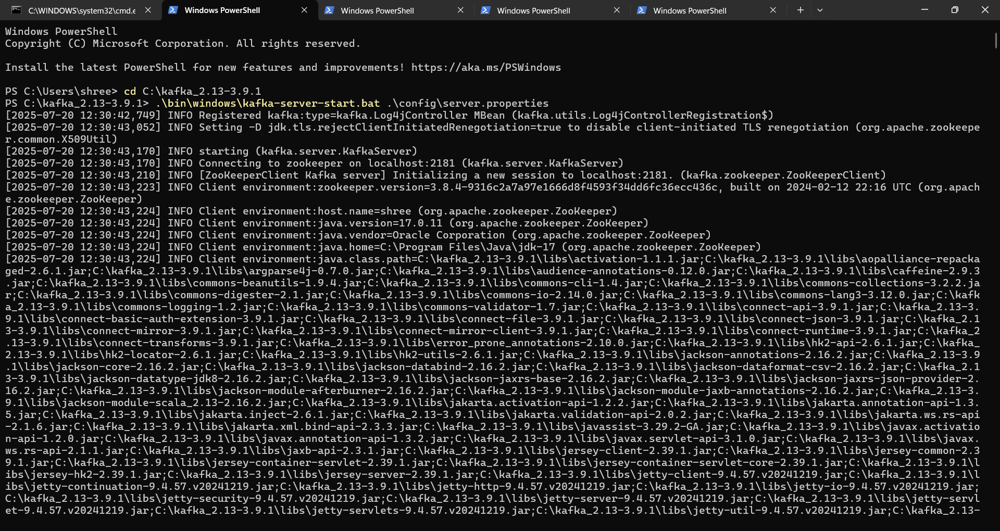 C:\WINDOWS\system32\cmd.e
Windows PowerShell
Windows PowerShell
Windows PowerShell
Windows PowerShell
Windows PowerShell
Copyright (C) Microsoft Corporation. All rights reserved.
Install the latest PowerShell for new features and improvements! https://aka.ms/PSWindows
PS C:\Users\shree> cd C:\kafka_2.13-3.9.1
PS C:\kafka_2.13-3.9.1> .\bin\windows\kafka-server-start.bat .\config\server.properties
[2025-07-20 12:30:42,749] INFO Registered kafka:type=kafka.Log4jController MBean (kafka.utils.Log4jControllerRegistration$)
[2025-07-20 12:30:43,052] INFO Setting -D jdk.tls.rejectClientInitiatedRenegotiation=true to disable client-initiated TLS renegotiation (org.apache.zookeepe
r.common.X509Util)
[2025-07-20 12:30:43,170] INFO starting (kafka.server.KafkaServer)
[2025-07-20 12:30:43,170] INFO Connecting to zookeeper on localhost:2181 (kafka.server.KafkaServer)
[2025-07-20 12:30:43,210] INFO [ZooKeeperClient Kafka server] Initializing a new session to localhost:2181. (kafka.zookeeper.ZooKeeperClient)
[2025-07-20 12:30:43,223] INFO Client environment:zookeeper.version=3.8.4-9316c2a7a97e1666d8f4593f34dd6fc36ecc436c, built on 2024-02-12 22:16 UTC (org.apach
e.zookeeper.ZooKeeper)
[2025-07-20 12:30:43,224] INFO Client environment:host.name=shree (org.apache.zookeeper.ZooKeeper)
[2025-07-20 12:30:43,224] INFO Client environment:java.version=17.0.11 (org.apache.zookeeper.ZooKeeper)
[2025-07-20 12:30:43,224] INFO Client environment:java.vendor=Oracle Corporation (org.apache.zookeeper.ZooKeeper)
[2025-07-20 12:30:43,224] INFO Client environment:java.home=C:\Program Files\Java\jdk-17 (org.apache.zookeeper.ZooKeeper)
[2025-07-20 12:30:43,224] INFO Client environment:java.class.path=C:\kafka_2.13-3.9.1\libs\activation-1.1.1.jar;C:\kafka_2.13-3.9.1\libs\aopalliance-repacka
ged-2.6.1.jar;C:\kafka_2.13-3.9.1\libs\argparse4j-0.7.0.jar;C:\kafka_2.13-3.9.1\libs\audience-annotations-0.12.0.jar;C:\kafka_2.13-3.9.1\libs\caffeine-2.9.3
.jar;C:\kafka_2.13-3.9.1\libs\commons-beanutils-1.9.4.jar;C:\kafka_2.13-3.9.1\libs\commons-cli-1.4.jar;C:\kafka_2.13-3.9.1\libs\commons-collections-3.2.2.ja
r;C:\kafka_2.13-3.9.1\libs\commons-digester-2.1.jar;C:\kafka_2.13-3.9.1\libs\commons-io-2.14.0.jar;C:\kafka_2.13-3.9.1\libs\commons-lang3-3.12.0.jar;C:\kafk
a_2.13-3.9.1\libs\commons-logging-1.2.jar;C:\kafka_2.13-3.9.1\libs\commons-validator-1.7.jar;C:\kafka_2.13-3.9.1\libs\connect-api-3.9.1.jar;C:\kafka_2.13-3.
9.1\libs\connect-basic-auth-extension-3.9.1.jar;C:\kafka_2.13-3.9.1\libs\connect-file-3.9.1.jar;C:\kafka_2.13-3.9.1\libs\connect-json-3.9.1.jar;C:\kafka_2.1
3-3.9.1\libs\connect-mirror-3.9.1.jar;C:\kafka_2.13-3.9.1\libs\connect-mirror-client-3.9.1.jar;C:\kafka_2.13-3.9.1\libs\connect-runtime-3.9.1.jar;C:\kafka_2
.13-3.9.1\libs\connect-transforms-3.9.1.jar;C:\kafka_2.13-3.9.1\libs\error_prone_annotations-2.10.0.jar;C:\kafka_2.13-3.9.1\libs\hk2-api-2.6.1.jar;C:\kafka_
2.13-3.9.1\libs\hk2-locator-2.6.1.jar;C:\kafka_2.13-3.9.1\libs\hk2-utils-2.6.1.jar;C:\kafka_2.13-3.9.1\libs\jackson-annotations-2.16.2.jar;C:\kafka_2.13-3.9
.1\libs\jackson-core-2.16.2.jar;C:\kafka_2.13-3.9.1\libs\jackson-databind-2.16.2.jar;C:\kafka_2.13-3.9.1\libs\jackson-dataformat-csv-2.16.2.jar;C:\kafka_2.1
3-3.9.1\libs\jackson-datatype-jdk8-2.16.2.jar;C:\kafka_2.13-3.9.1\libs\jackson-jaxrs-base-2.16.2.jar;C:\kafka_2.13-3.9.1\libs\jackson-jaxrs-json-provider-2.
16.2.jar;C:\kafka_2.13-3.9.1\libs\jackson-module-afterburner-2.16.2.jar;C:\kafka_2.13-3.9.1\libs\jackson-module-jaxb-annotations-2.16.2.jar;C:\kafka_2.13-3.
9.1\libs\jackson-module-scala_2.13-2.16.2.jar;C:\kafka_2.13-3.9.1\libs\jakarta.activation-api-1.2.2.jar;C:\kafka_2.13-3.9.1\libs\jakarta.annotation-api-1.3.
5.jar;C:\kafka_2.13-3.9.1\libs\jakarta.inject-2.6.1.jar;C:\kafka_2.13-3.9.1\libs\jakarta.validation-api-2.0.2.jar;C:\kafka_2.13-3.9.1\libs\jakarta.ws.rs-api
-2.1.6.jar;C:\kafka_2.13-3.9.1\libs\jakarta.xml.bind-api-2.3.3.jar;C:\kafka_2.13-3.9.1\libs\javassist-3.29.2-GA.jar;C:\kafka_2.13-3.9.1\libs\javax.activatio
n-api-1.2.0.jar;C:\kafka_2.13-3.9.1\libs\javax.annotation-api-1.3.2.jar;C:\kafka_2.13-3.9.1\libs\javax.servlet-api-3.1.0.jar;C:\kafka_2.13-3.9.1\libs\javax.
ws.rs-api-2.1.1.jar;C:\kafka_2.13-3.9.1\libs\jaxb-api-2.3.1.jar;C:\kafka_2.13-3.9.1\libs\jersey-client-2.39.1.jar;C:\kafka_2.13-3.9.1\libs\jersey-common-2.3
9.1.jar;C:\kafka_2.13-3.9.1\libs\jersey-container-servlet-2.39.1.jar;C:\kafka_2.13-3.9.1\libs\jersey-container-servlet-core-2.39.1.jar;C:\kafka_2.13-3.9.1\l
ibs\jersey-hk2-2.39.1.jar;C:\kafka_2.13-3.9.1\libs\jersey-server-2.39.1.jar;C:\kafka_2.13-3.9.1\libs\jetty-client-9.4.57.v20241219.jar;C:\kafka_2.13-3.9.1\l
ibs\jetty-continuation-9.4.57.v20241219.jar;C:\kafka_2.13-3.9.1\libs\jetty-http-9.4.57.v20241219.jar;C:\kafka_2.13-3.9.1\libs\jetty-io-9.4.57.v20241219.jar;
C:\kafka_2.13-3.9.1\libs\jetty-security-9.4.57.v20241219.jar;C:\kafka_2.13-3.9.1\libs\jetty-server-9.4.57.v20241219.jar;C:\kafka_2.13-3.9.1\libs\jetty-servl
et-9.4.57.v20241219.jar;C:\kafka_2.13-3.9.1\libs\jetty-servlets-9.4.57.v20241219.jar;C:\kafka_2.13-3.9.1\libs\jetty-util-9.4.57.v20241219.jar;C:\kafka_2.13-